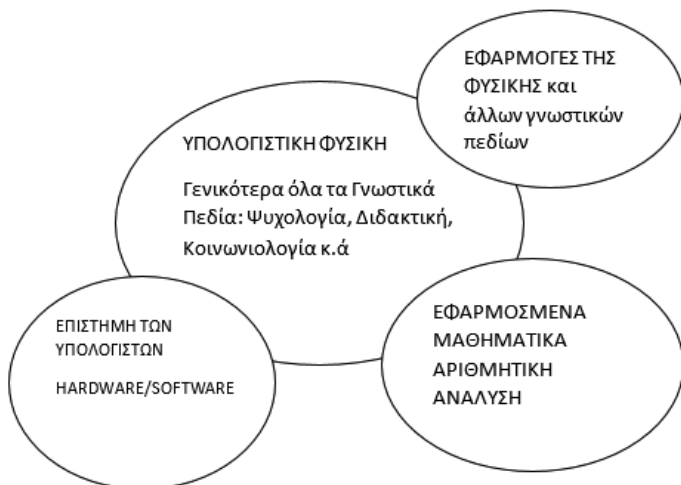 ΕΦΑΡΜΟΓΕΣ ΤΗΣ
ΦΥΣΙΚΗΣ και
άλλων γνωστικών
πεδίων
ΥΠΟΛΟΓΙΣΤΙΚΗ ΦΥΣΙΚΗ
Γενικότερα όλα τα Γνωστικά
Πεδία: Ψυχολογία, Διδακτική,
Κοινωνιολογία κ.ά
ΕΠΙΣΤΗΜΗ ΤΩΝ
ΥΠΟΛΟΓΙΣΤΩΝ
HARDWARE/SOFTWARE
ΕΦΑΡΜΟΣΜΕΝΑ
ΜΑΘΗΜΑΤΙΚΑ
ΑΡΙΘΜΗΤΙΚΗ
ΑΝΑΛΥΣΗ